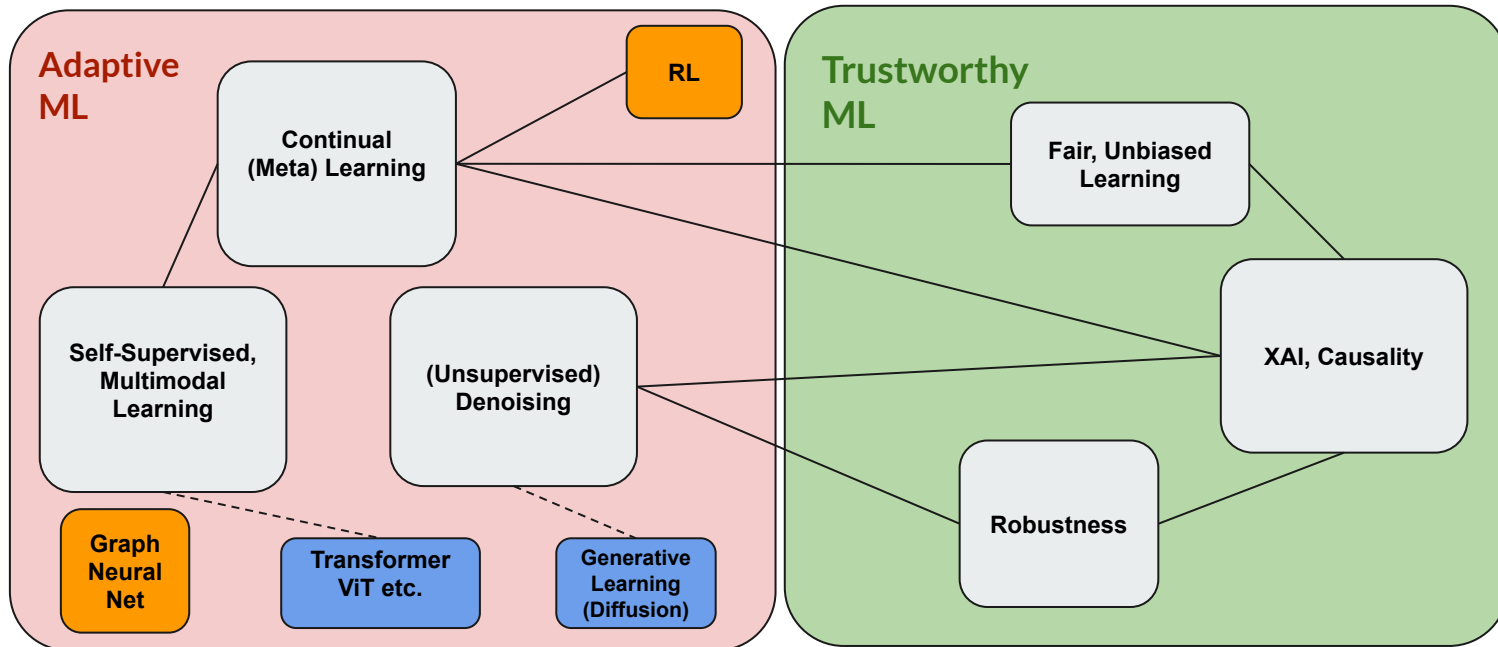 Adaptive
ML
Continual
(Meta) Learning
RL
Self-Supervised,
Multimodal
Learning
(Unsupervised)
Denoising
Graph
Neural
Net
Transformer
ViT etc.
Generative
Learning
(Diffusion)
Trustworthy
ML
Fair, Unbiased
Learning
XAI, Causality
Robustness